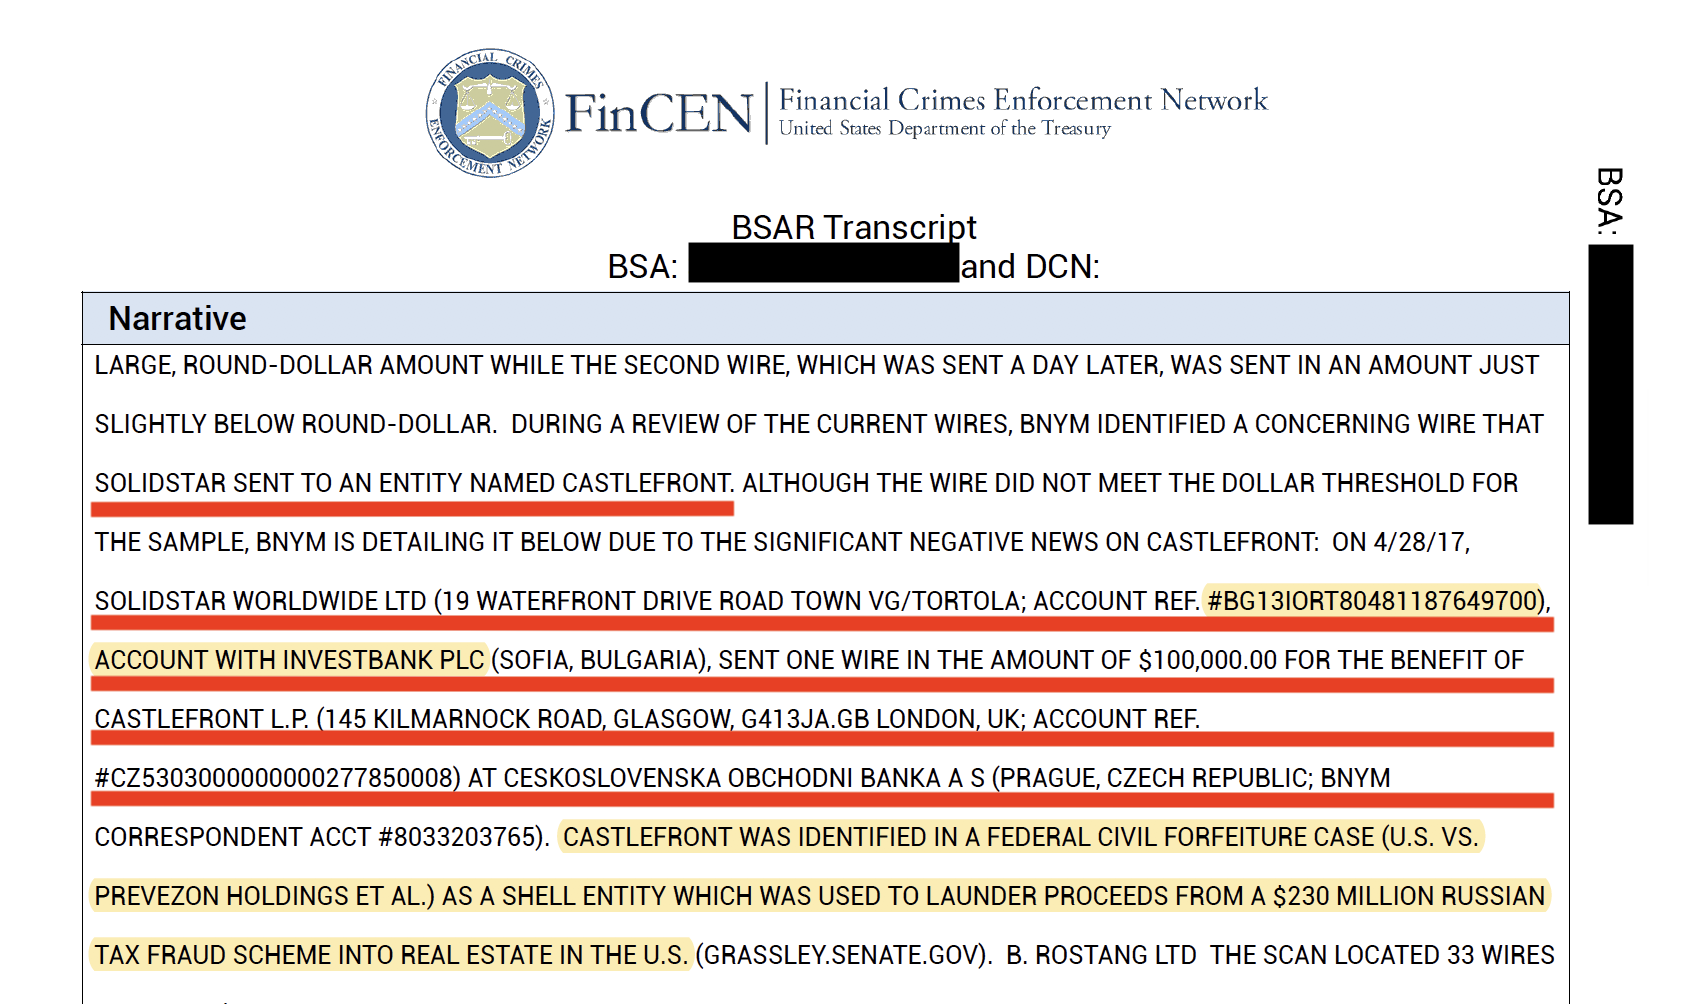 FINANCIAL CRIMES
ENFORCEMENT NETWORK
FinCEN
Financial Crimes Enforcement Network
United States Department of the Treasury
BSA:
BSAR Transcript
BSA: and DCN:
Narrative
LARGE, ROUND-DOLLAR AMOUNT WHILE THE SECOND WIRE, WHICH WAS SENT A DAY LATER, WAS SENT IN AN AMOUNT JUST
SLIGHTLY BELOW ROUND-DOLLAR. DURING A REVIEW OF THE CURRENT WIRES, BNYM IDENTIFIED A CONCERNING WIRE THAT
SOLIDSTAR SENT TO AN ENTITY NAMED CASTLEFRONT. ALTHOUGH THE WIRE DID NOT MEET THE DOLLAR THRESHOLD FOR
THE SAMPLE, BNYM IS DETAILING IT BELOW DUE TO THE SIGNIFICANT NEGATIVE NEWS ON CASTLEFRONT: ON 4/28/17,
SOLIDSTAR WORLDWIDE LTD (19 WATERFRONT DRIVE ROAD TOWN VG/TORTOLA; ACCOUNT REF. #BG13IORT80481187649700),
ACCOUNT WITH INVESTBANK PLC (SOFIA, BULGARIA), SENT ONE WIRE IN THE AMOUNT OF $100,000.00 FOR THE BENEFIT OF
CASTLEFRONT L.P. (145 KILMARNOCK ROAD, GLASGOW, G413JA.GB LONDON, UK; ACCOUNT REF.
#CZ5303000000000277850008) AT CESKOSLOVENSKA OBCHODNI BANKA A S (PRAGUE, CZECH REPUBLIC; BNYM
CORRESPONDENT ACCT #8033203765). CASTLEFRONT WAS IDENTIFIED IN A FEDERAL CIVIL FORFEITURE CASE (U.S. VS.
PREVEZON HOLDINGS ET AL.) AS A SHELL ENTITY WHICH WAS USED TO LAUNDER PROCEEDS FROM A $230 MILLION RUSSIAN
TAX FRAUD SCHEME INTO REAL ESTATE IN THE U.S. (GRASSLEY.SENATE.GOV). B. ROSTANG LTD THE SCAN LOCATED 33 WIRES